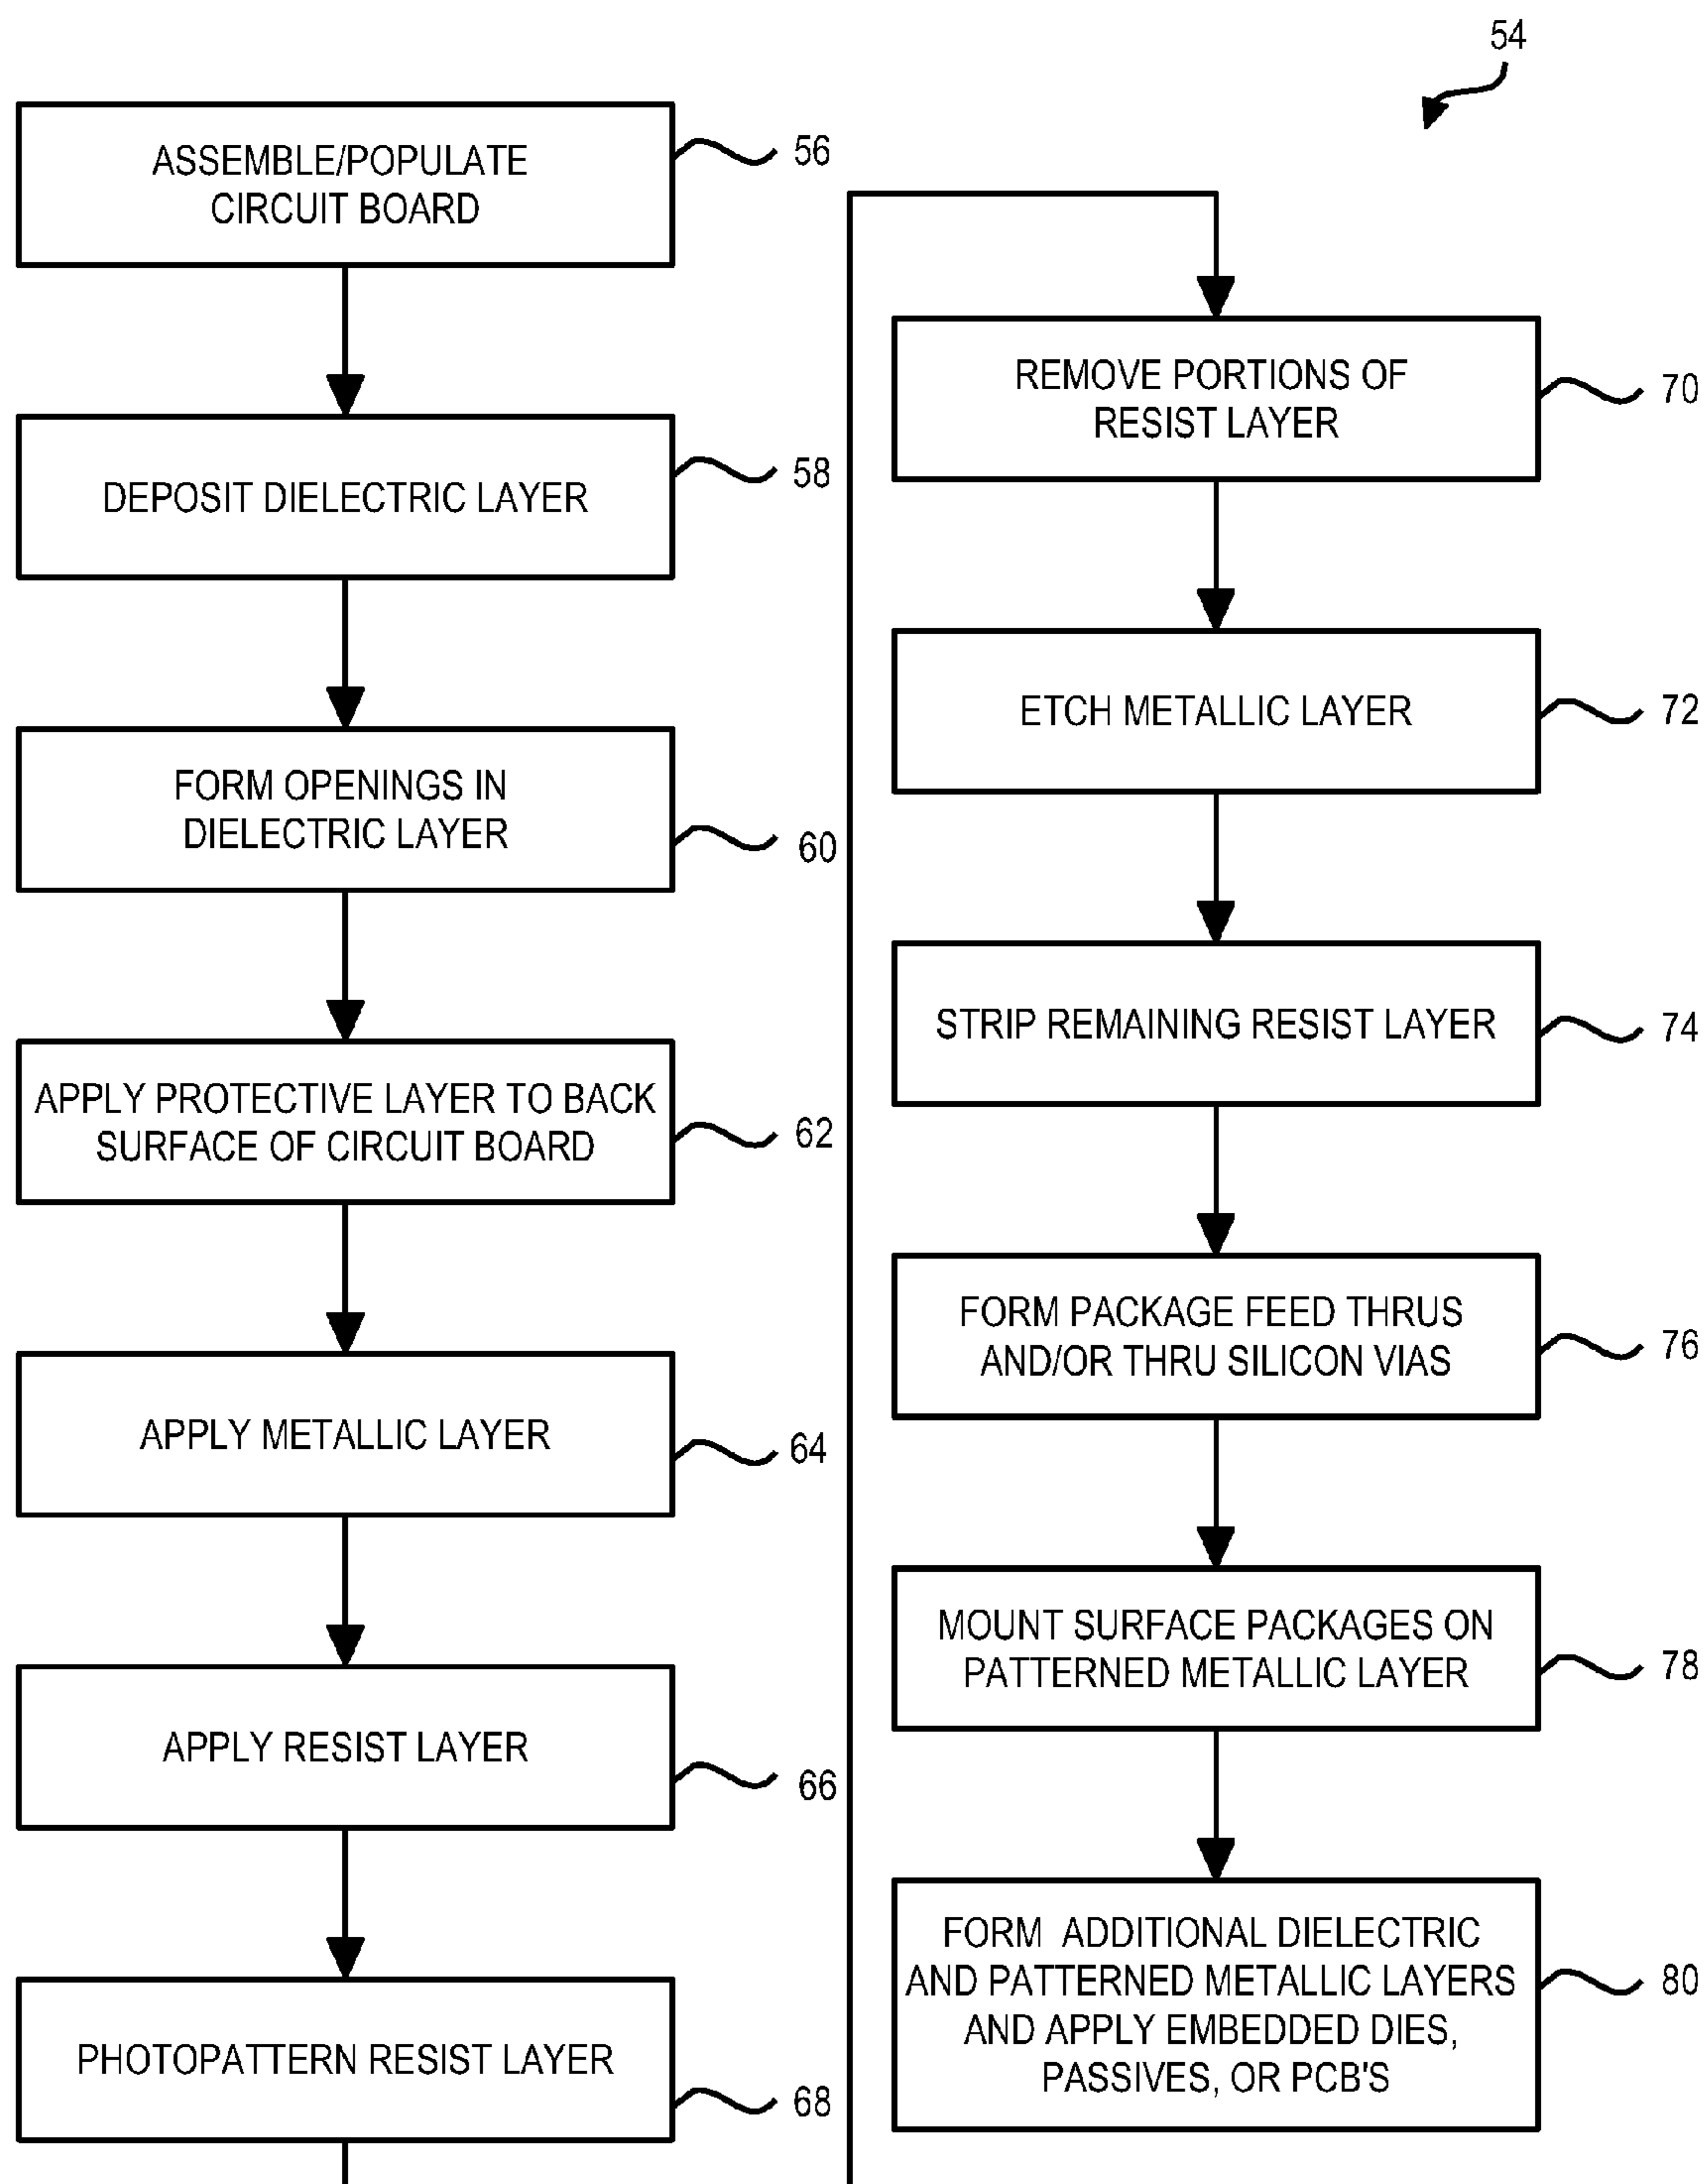 54
ASSEMBLE/POPULATE
CIRCUIT BOARD
56
DEPOSIT DIELECTRIC LAYER
58
FORM OPENINGS IN
DIELECTRIC LAYER
60
APPLY PROTECTIVE LAYER TO BACK
SURFACE OF CIRCUIT BOARD
62
APPLY METALLIC LAYER
64
APPLY RESIST LAYER
66
PHOTOPATTERN RESIST LAYER
68
REMOVE PORTIONS OF
RESIST LAYER
70
ETCH METALLIC LAYER
72
STRIP REMAINING RESIST LAYER
74
FORM PACKAGE FEED THRUS
AND/OR THRU SILICON VIAS
76
MOUNT SURFACE PACKAGES ON
PATTERNED METALLIC LAYER
78
FORM ADDITIONAL DIELECTRIC
AND PATTERNED METALLIC LAYERS
AND APPLY EMBEDDED DIES,
PASSIVES, OR PCB'S
80